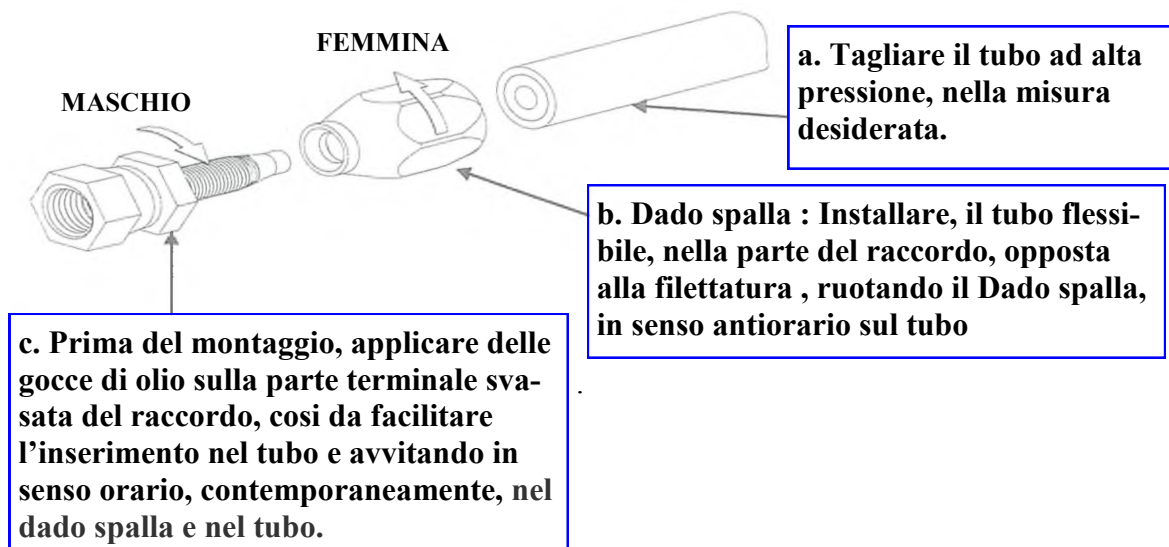 FEMMINA
MASCHIO
a. Tagliare il tubo ad alta
pressione, nella misura
desiderata.
b. Dado spalla : Installare, il tubo flessi-
bile, nella parte del raccordo, opposta
alla filettatura , ruotando il Dado spalla,
in senso antiorario sul tubo
c. Prima del montaggio, applicare delle
gocce di olio sulla parte terminale sva-
sata del raccordo, cosi da facilitare
l’inserimento nel tubo e avvitando in
senso orario, contemporaneamente, nel
dado spalla e nel tubo.
.